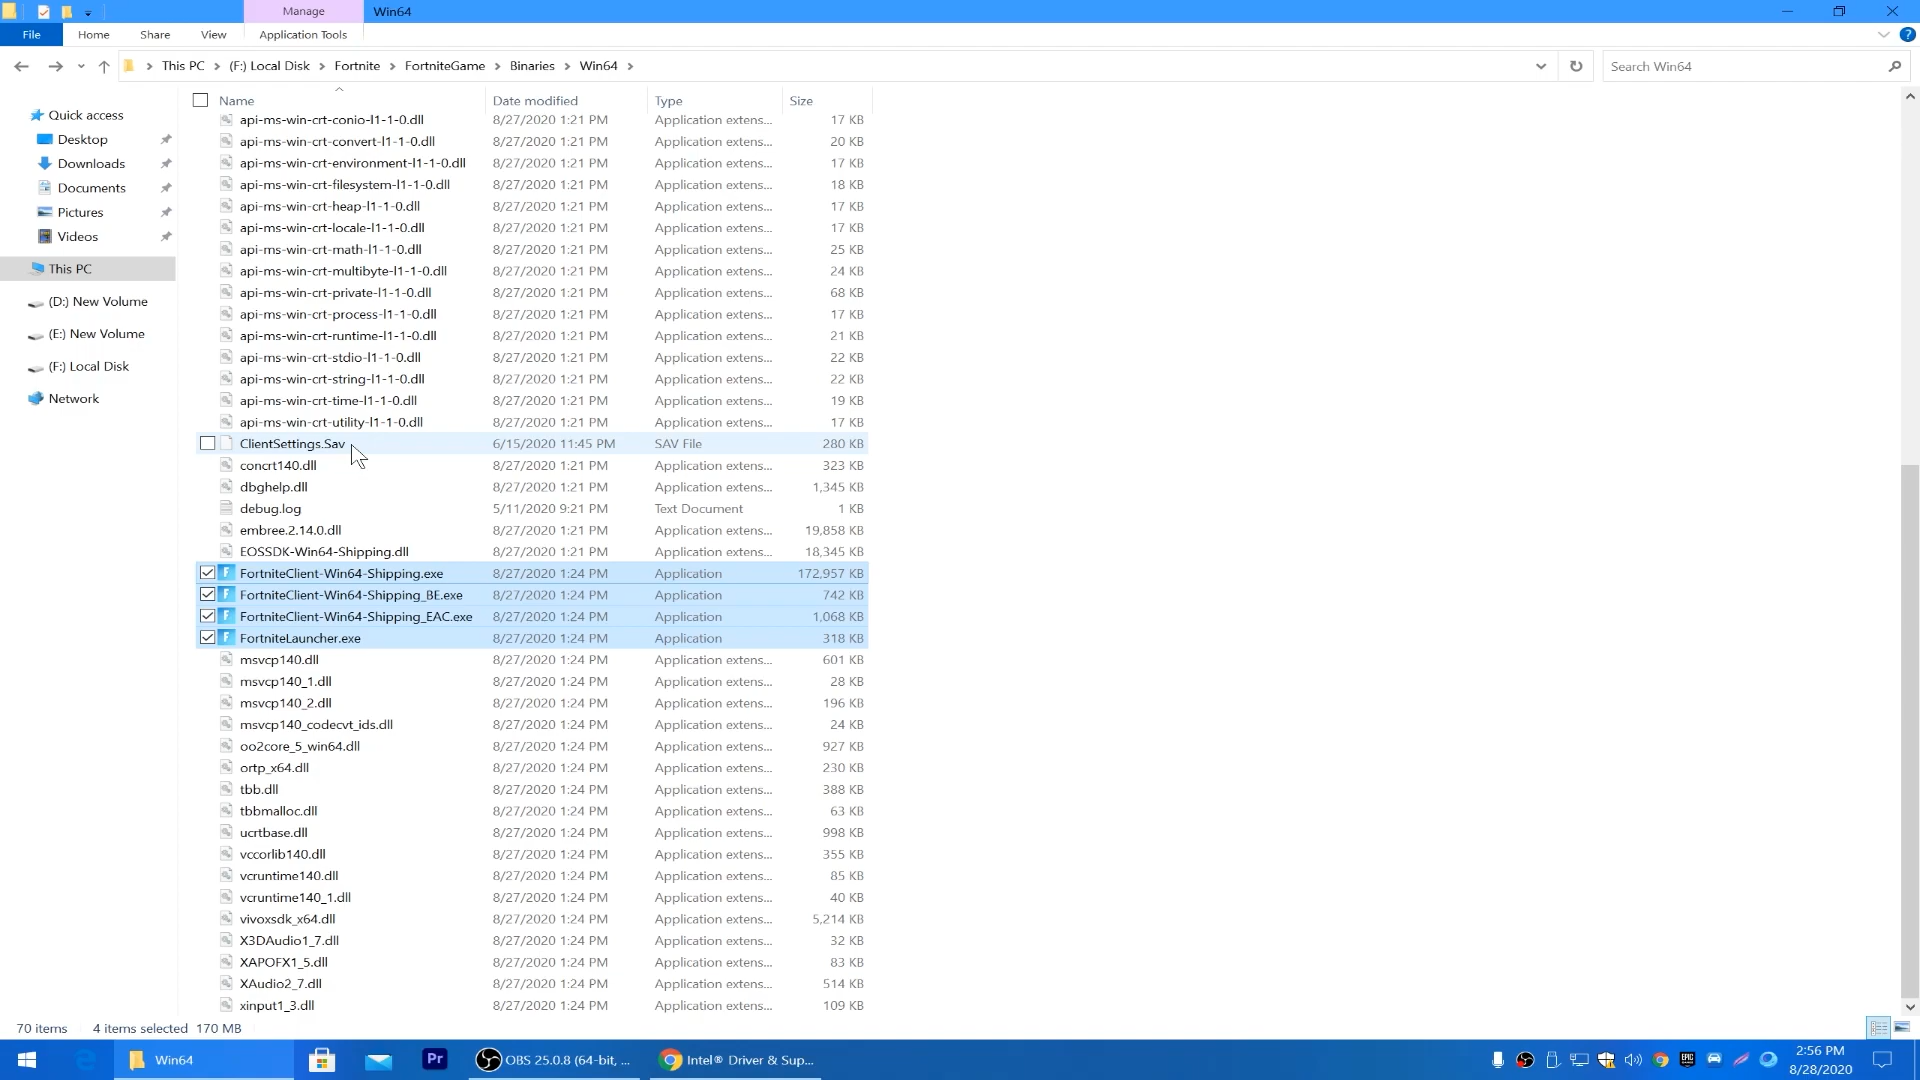 Manage
Win64
File
Home
Share
View
Application Tools
This PC
(F:) Local Disk
Fortnite
FortniteGame
Binaries
Win64
Search Win64
Quick access
Desktop
Downloads
Documents
Pictures
Videos
This PC
(D:) New Volume
(E:) New Volume
(F:) Local Disk
Network
Name Date modified Type Size
api-ms-win-crt-conio-l1-1-0.dll 8/27/2020 1:21 PM Application extens... 17 KB
api-ms-win-crt-convert-l1-1-0.dll 8/27/2020 1:21 PM Application extens... 20 KB
api-ms-win-crt-environment-l1-1-0.dll 8/27/2020 1:21 PM Application extens... 17 KB
api-ms-win-crt-filesystem-l1-1-0.dll 8/27/2020 1:21 PM Application extens... 18 KB
api-ms-win-crt-heap-l1-1-0.dll 8/27/2020 1:21 PM Application extens... 17 KB
api-ms-win-crt-locale-l1-1-0.dll 8/27/2020 1:21 PM Application extens... 17 KB
api-ms-win-crt-math-l1-1-0.dll 8/27/2020 1:21 PM Application extens... 25 KB
api-ms-win-crt-multibyte-l1-1-0.dll 8/27/2020 1:21 PM Application extens... 24 KB
api-ms-win-crt-private-l1-1-0.dll 8/27/2020 1:21 PM Application extens... 68 KB
api-ms-win-crt-process-l1-1-0.dll 8/27/2020 1:21 PM Application extens... 17 KB
api-ms-win-crt-runtime-l1-1-0.dll 8/27/2020 1:21 PM Application extens... 21 KB
api-ms-win-crt-stdio-l1-1-0.dll 8/27/2020 1:21 PM Application extens... 22 KB
api-ms-win-crt-string-l1-1-0.dll 8/27/2020 1:21 PM Application extens... 22 KB
api-ms-win-crt-time-l1-1-0.dll 8/27/2020 1:21 PM Application extens... 19 KB
api-ms-win-crt-utility-l1-1-0.dll 8/27/2020 1:21 PM Application extens... 17 KB
ClientSettings.Sav 6/15/2020 11:45 PM SAV File 280 KB
concrt140.dll 8/27/2020 1:21 PM Application extens... 323 KB
dbghelp.dll 8/27/2020 1:21 PM Application extens... 1,345 KB
debug.log 5/11/2020 9:21 PM Text Document 1 KB
embree.2.14.0.dll 8/27/2020 1:21 PM Application extens... 19,858 KB
EOSSDK-Win64-Shipping.dll 8/27/2020 1:21 PM Application extens... 18,345 KB
FortniteClient-Win64-Shipping.exe 8/27/2020 1:24 PM Application 172,957 KB
FortniteClient-Win64-Shipping_BE.exe 8/27/2020 1:24 PM Application 742 KB
FortniteClient-Win64-Shipping_EAC.exe 8/27/2020 1:24 PM Application 1,068 KB
FortniteLauncher.exe 8/27/2020 1:24 PM Application 318 KB
msvcp140.dll 8/27/2020 1:24 PM Application extens... 601 KB
msvcp140_1.dll 8/27/2020 1:24 PM Application extens... 28 KB
msvcp140_2.dll 8/27/2020 1:24 PM Application extens... 196 KB
msvcp140_codecvt_ids.dll 8/27/2020 1:24 PM Application extens... 24 KB
oo2core_5_win64.dll 8/27/2020 1:24 PM Application extens... 927 KB
ortp_x64.dll 8/27/2020 1:24 PM Application extens... 230 KB
tbb.dll 8/27/2020 1:24 PM Application extens... 388 KB
tbbmalloc.dll 8/27/2020 1:24 PM Application extens... 63 KB
ucrtbase.dll 8/27/2020 1:24 PM Application extens... 998 KB
vccorlib140.dll 8/27/2020 1:24 PM Application extens... 355 KB
vcruntime140.dll 8/27/2020 1:24 PM Application extens... 85 KB
vcruntime140_1.dll 8/27/2020 1:24 PM Application extens... 40 KB
vivoxsdk_x64.dll 8/27/2020 1:24 PM Application extens... 5,214 KB
X3DAudio1_7.dll 8/27/2020 1:24 PM Application extens... 32 KB
XAPOFX1_5.dll 8/27/2020 1:24 PM Application extens... 83 KB
XAudio2_7.dll 8/27/2020 1:24 PM Application extens... 514 KB
xinput1_3.dll 8/27/2020 1:24 PM Application extens... 109 KB
70 items 4 items selected 170 MB
Win64
Pr
OBS 25.0.8 (64-bit, ...
Intel® Driver & Sup...
EPIC
2:56 PM
8/28/2020